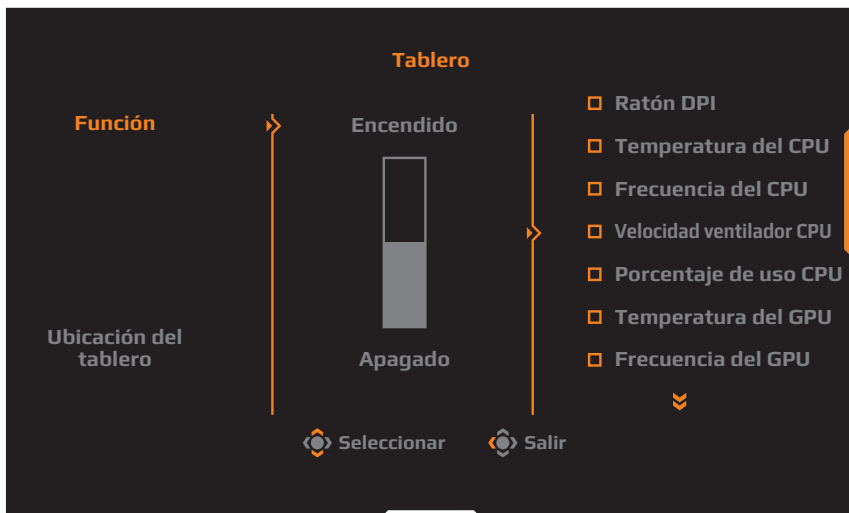 Tablero
Función
Ubicación del
tablero
Encendido
Apagado
Ratón DPI
Temperatura del CPU
Frecuencia del CPU
Velocidad ventilador CPU
Porcentaje de uso CPU
Temperatura del GPU
Frecuencia del GPU
Seleccionar
Salir